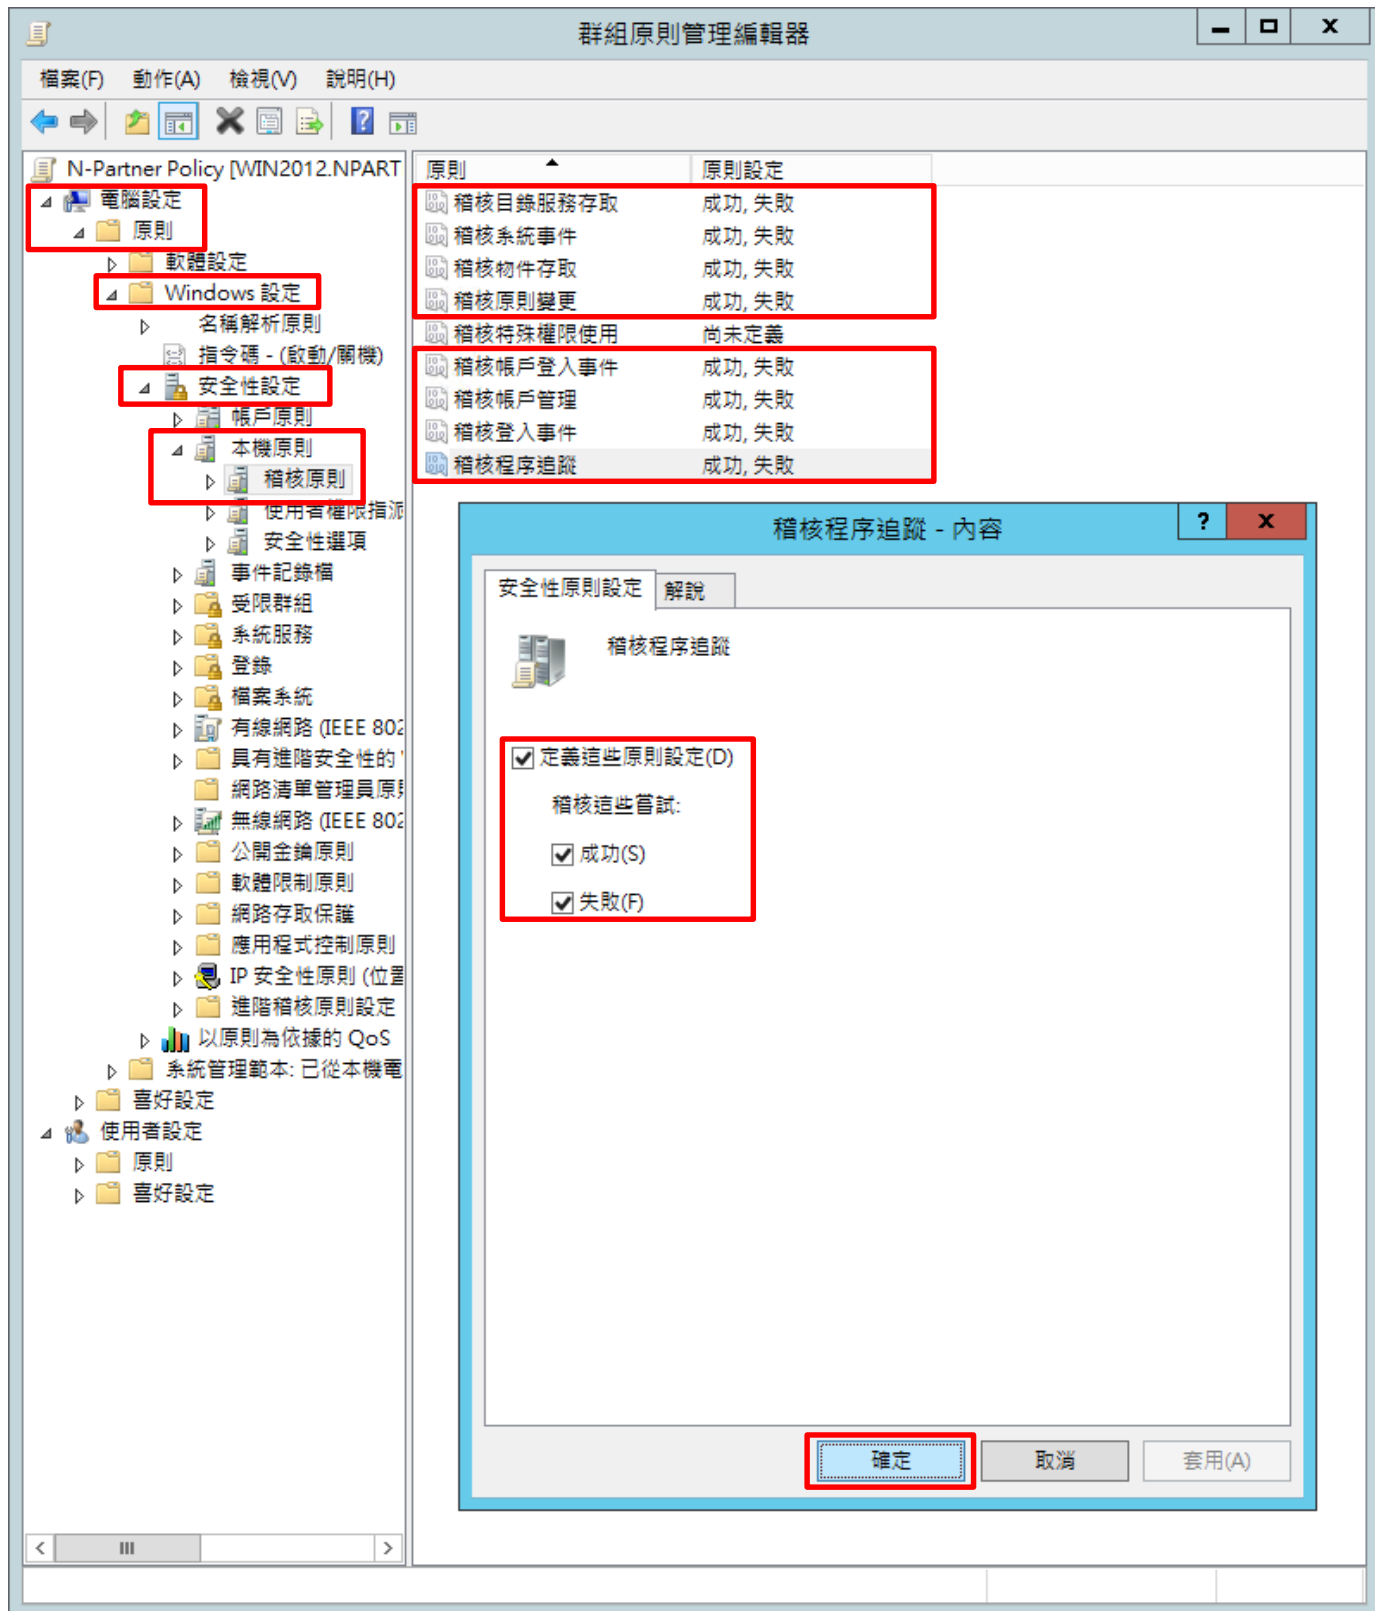 群組原則管理編輯器
檔案(F) 動作(A) 檢視(V) 說明(H)
N-Partner Policy [WIN2012.NPART
電腦設定
原則
軟體設定
Windows 設定
名稱解析原則
指令碼 - (啟動/關機)
安全性設定
帳戶原則
本機原則
稽核原則
使用者權限指派
安全性選項
事件記錄檔
受限群組
系統服務
登錄
檔案系統
有線網路 (IEEE 802
具有進階安全性的
網路清單管理員原則
無線網路 (IEEE 802
公開金鑰原則
軟體限制原則
網路存取保護
應用程式控制原則
IP 安全性原則 (位置
進階稽核原則設定
以原則為依據的 QoS
系統管理範本: 已從本機電
喜好設定
使用者設定
原則
喜好設定
原則 原則設定
稽核目錄服務存取 成功, 失敗
稽核系統事件 成功, 失敗
稽核物件存取 成功, 失敗
稽核原則變更 成功, 失敗
稽核特殊權限使用 尚未定義
稽核帳戶登入事件 成功, 失敗
稽核帳戶管理 成功, 失敗
稽核登入事件 成功, 失敗
稽核程序追蹤 成功, 失敗
稽核程序追蹤 - 內容
安全性原則設定 解說
稽核程序追蹤
定義這些原則設定(D)
稽核這些嘗試:
成功(S)
失敗(F)
確定 取消 套用(A)